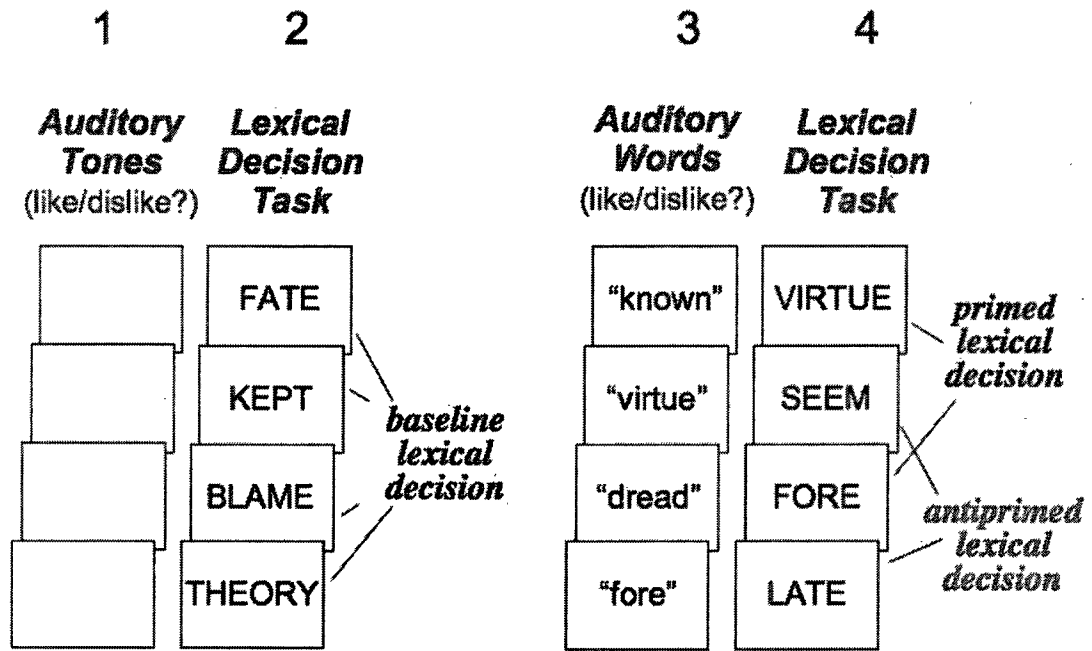 1 2 3 4
Auditory Tones (like/dislike?)
Lexical Decision Task
FATE
KEPT
BLAME
THEORY
baseline lexical decision
Auditory Words (like/dislike?)
Lexical Decision Task
“known”
“virtue”
“dread”
“fore”
VIRTUE
SEEM
FORE
LATE
primed lexical decision
antiprimed lexical decision